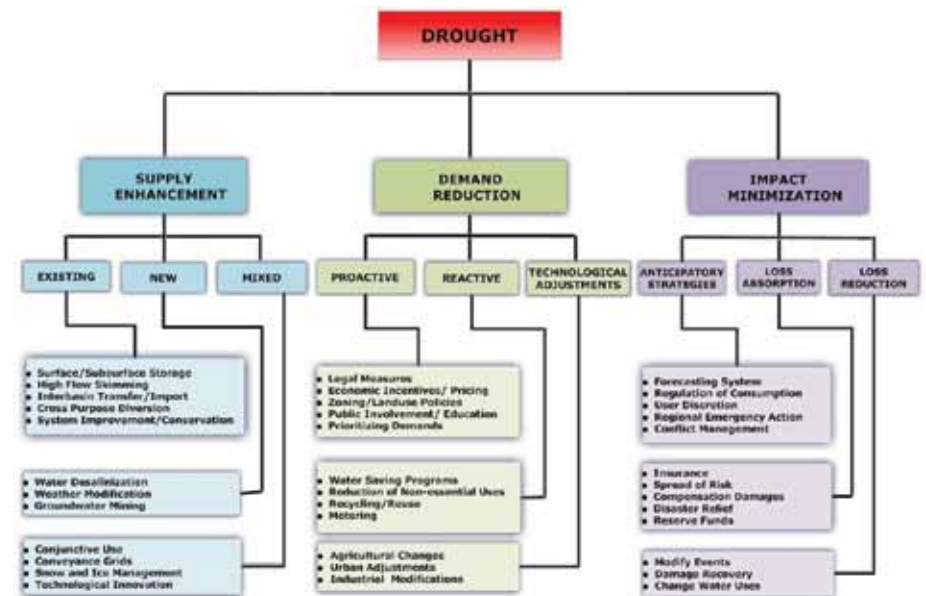 DROUGHT
SUPPLY
ENHANCEMENT
DEMAND
REDUCTION
IMPACT
MINIMIZATION
EXISTING
NEW
MIXED
PROACTIVE
REACTIVE
TECHNOLOGICAL
ADJUSTMENTS
ANTICIPATORY
STRATEGIES
LOSS
ABSORPTION
LOSS
REDUCTION
• Surface/Subsurface Storage
• High Flow Skimming
• Interbasin Transfer/Import
• Cross Purpose Diversion
• System Improvement/Conservation
• Water Desalinization
• Weather Modification
• Groundwater Mining
• Conjunctive Use
• Conveyance Grids
• Snow and Ice Management
• Technological Innovation
• Legal Measures
• Economic Incentives/ Pricing
• Zoning/Landuse Policies
• Public Involvement/ Education
• Prioritizing Demands
• Water Saving Programs
• Reduction of Non-essential Uses
• Recycling/Reuse
• Metering
• Agricultural Changes
• Urban Adjustments
• Industrial Modifications
• Forecasting System
• Regulation of Consumption
• User Discretion
• Regional Emergency Action
• Conflict Management
• Insurance
• Spread of Risk
• Compensation Damages
• Disaster Relief
• Reserve Funds
• Modify Events
• Damage Recovery
• Change Water Uses